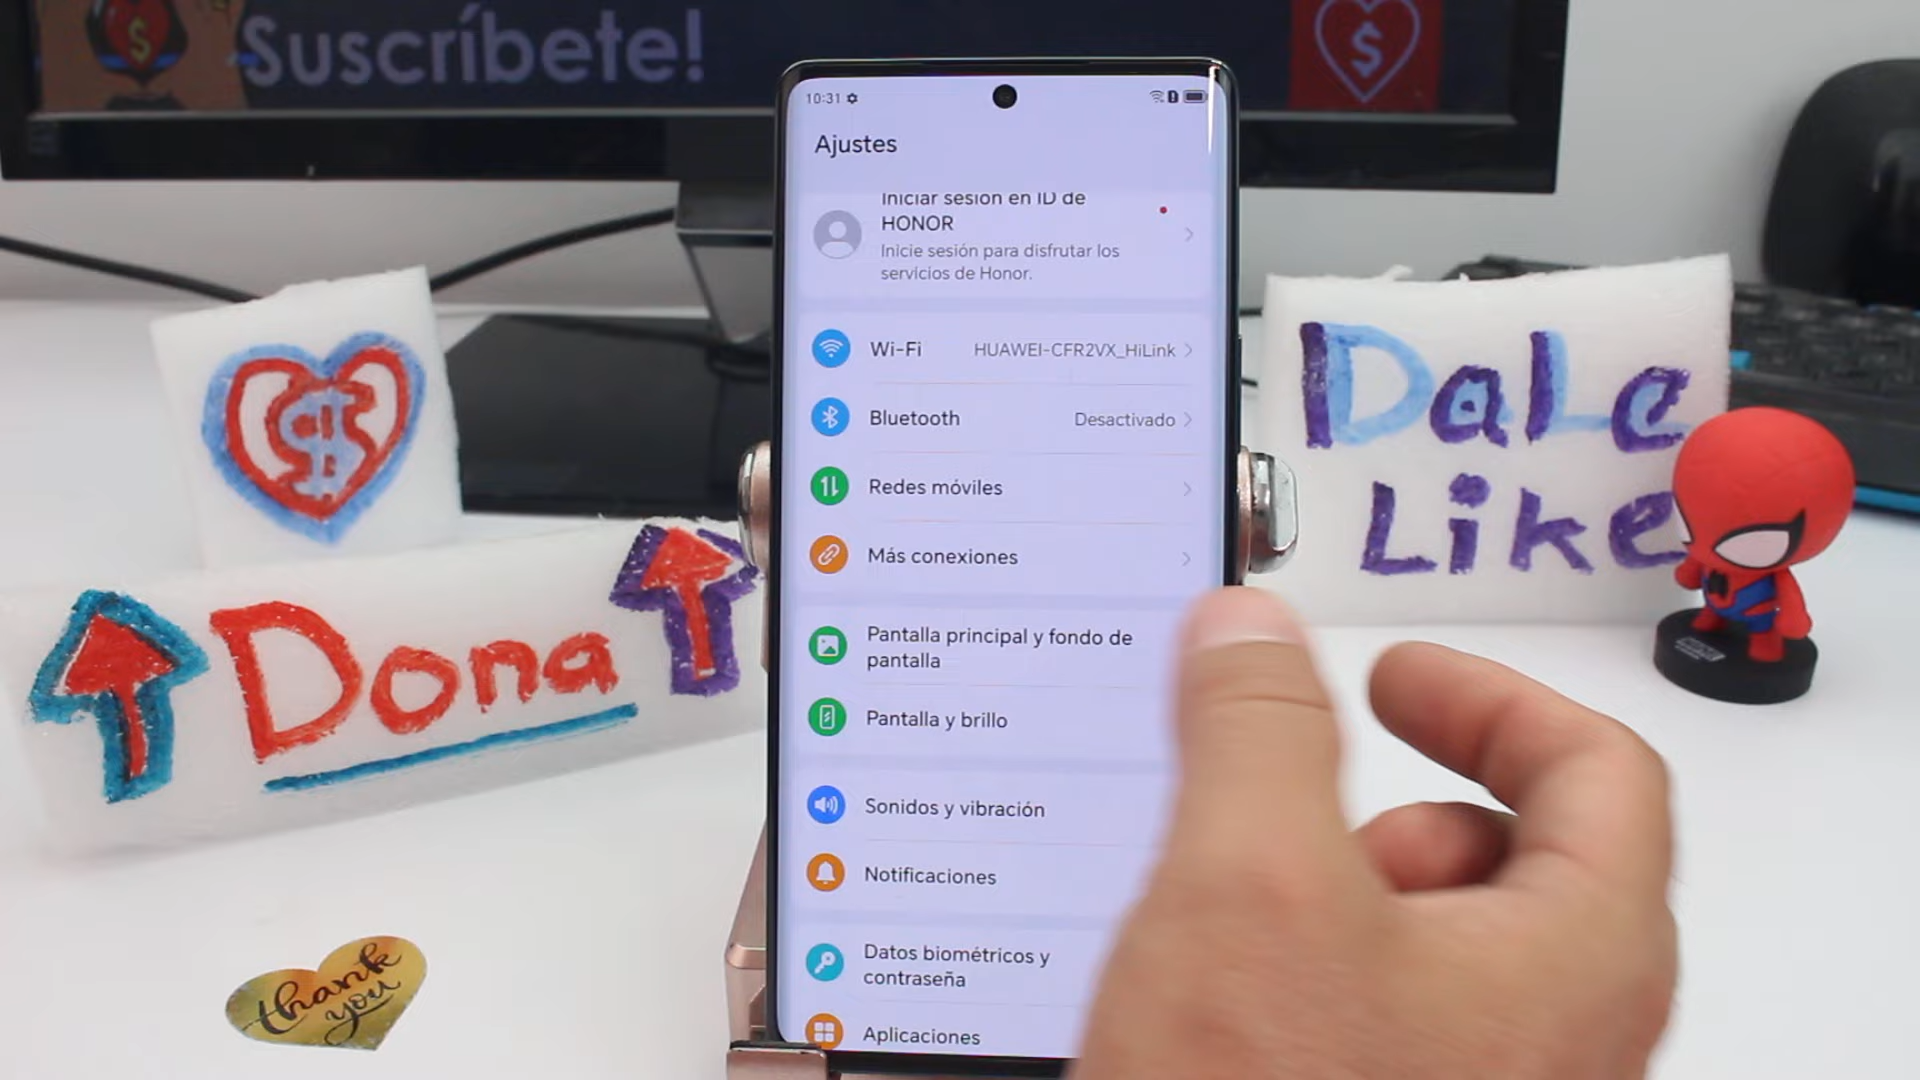 Suscríbete!
$
$
10:31
Ajustes
Iniciar sesión en ID de
HONOR
Inicie sesión para disfrutar los
servicios de Honor.
Wi-Fi HUAWEI-CFR2VX_HiLink
Bluetooth Desactivado
Redes móviles
Más conexiones
Pantalla principal y fondo de
pantalla
Pantalla y brillo
Sonidos y vibración
Notificaciones
Datos biométricos y
contraseña
Aplicaciones
$
Dona
thank
you
DaLe
Like